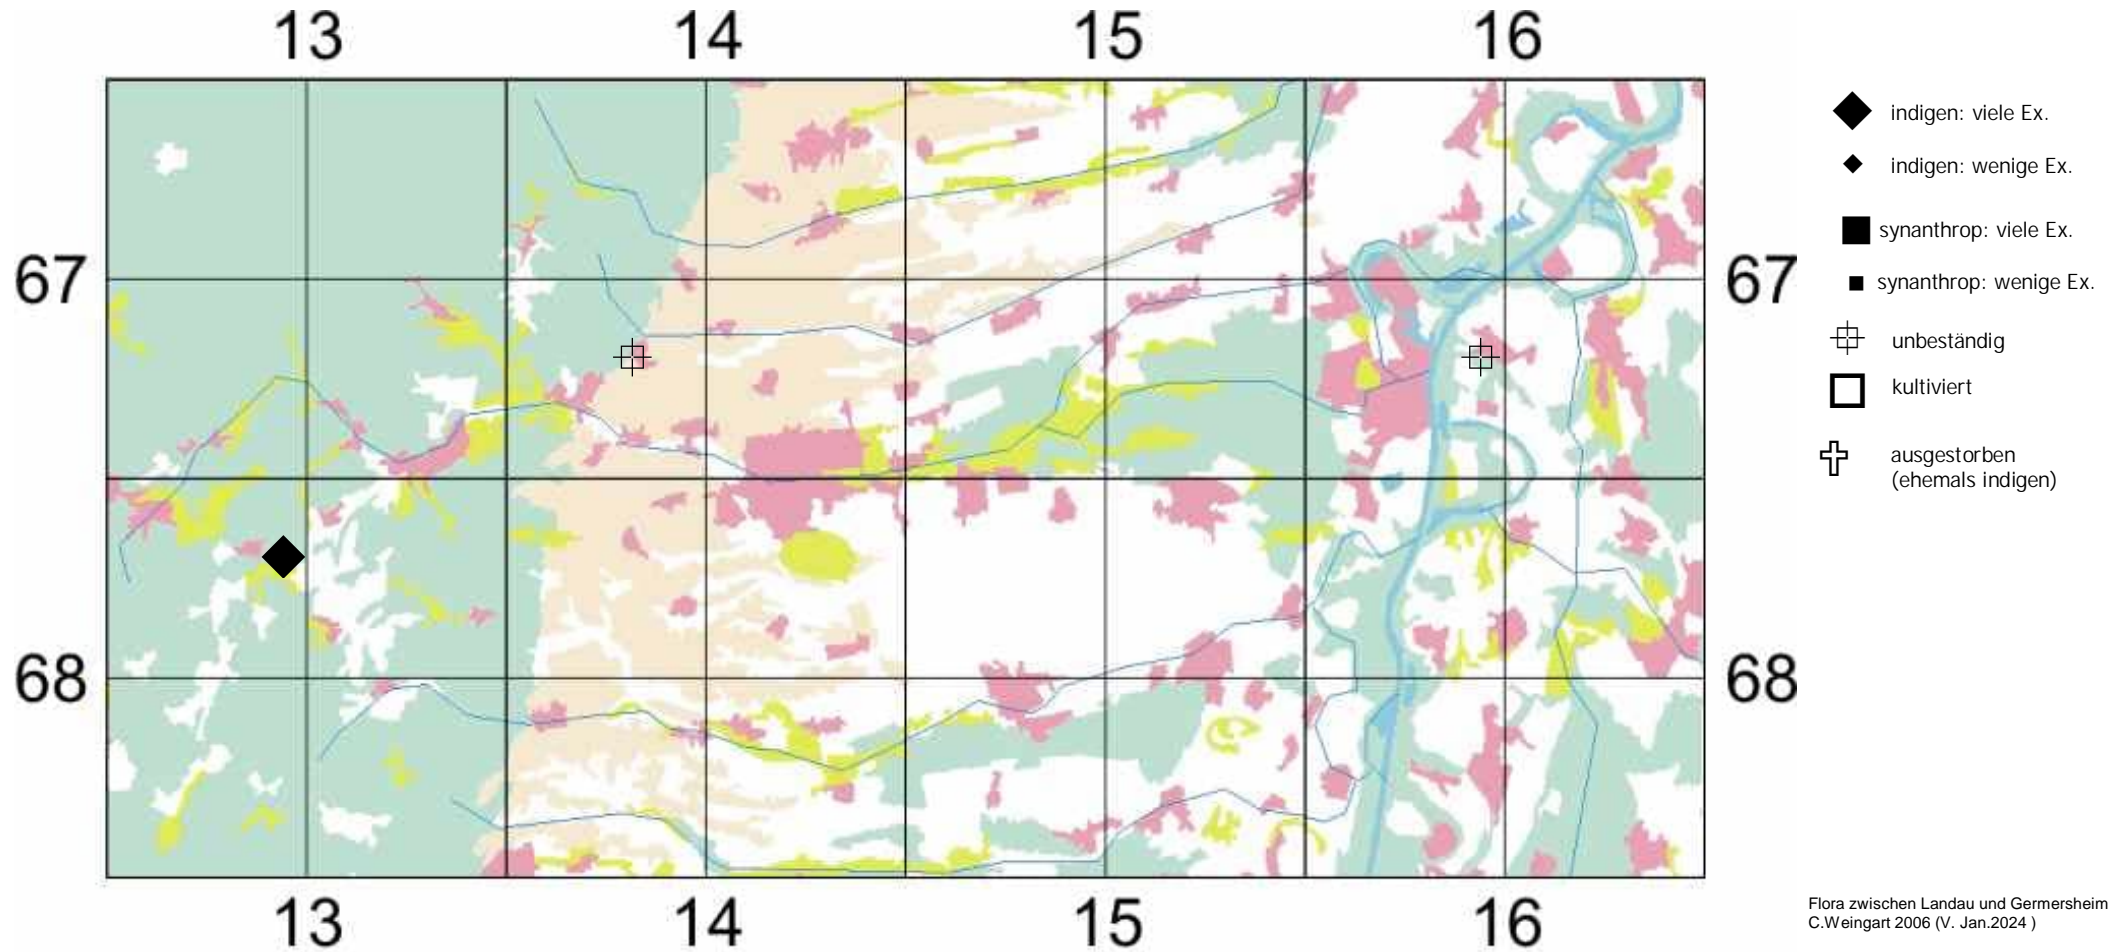 13 14 15 16
indigen: viele Ex.
indigen: wenige Ex.
synanthrop: viele Ex.
67 67
synanthrop: wenige Ex.
unbeständig
kultiviert
ausgestorben
(ehemals indigen)
68 68
13 14 15 16
Flora zwischen Landau und Germersheim
C.Weingart 2006 (V. Jan.2024 )